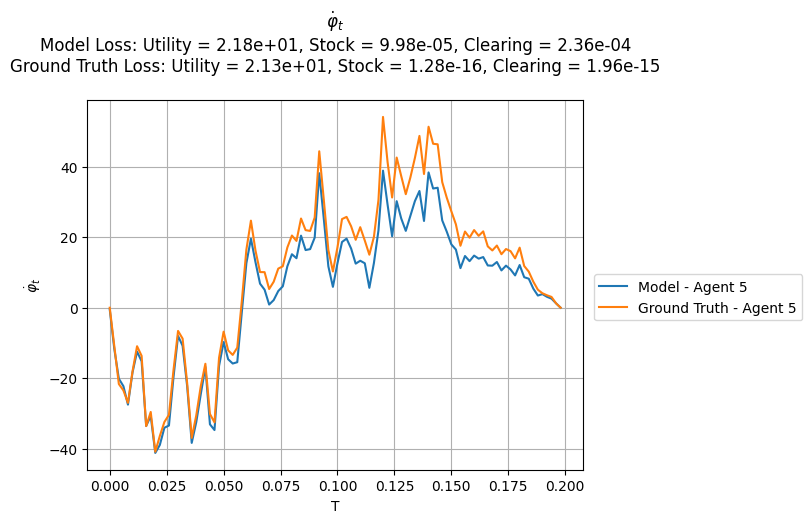 φ̇_t
Model Loss: Utility = 2.18e+01, Stock = 9.98e-05, Clearing = 2.36e-04
Ground Truth Loss: Utility = 2.13e+01, Stock = 1.28e-16, Clearing = 1.96e-15
φ̇_t
40
20
0
−20
−40
0.000 0.025 0.050 0.075 0.100 0.125 0.150 0.175 0.200
T
Model - Agent 5
Ground Truth - Agent 5